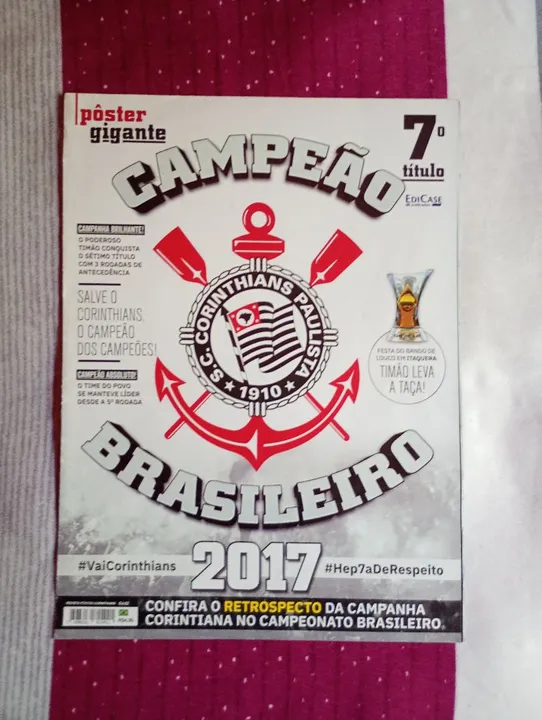 pôster
gigante
7º
título
CAMPEÃO
EDICASE
CAMPANHA BRILHANTE!
O PODEROSO
TIMÃO CONQUISTA
O SÉTIMO TÍTULO
COM 3 RODADAS DE
ANTECEDÊNCIA
SALVE O
CORINTHIANS,
O CAMPEÃO
DOS CAMPEÕES!
CAMPEÃO ABSOLUTO!
O TIME DO POVO
SE MANTEVE LÍDER
DESDE A 5ª RODADA
S.C. CORINTHIANS PAULISTA
★ 1910 ★
FESTA DO BANDO DE
LOUCO EM ITAQUERA
TIMÃO LEVA
A TAÇA!
BRASILEIRO
2017
#VaiCorinthians
#Hep7aDeRespeito
CONFIRA O RETROSPECTO DA CAMPANHA
CORINTIANA NO CAMPEONATO BRASILEIRO